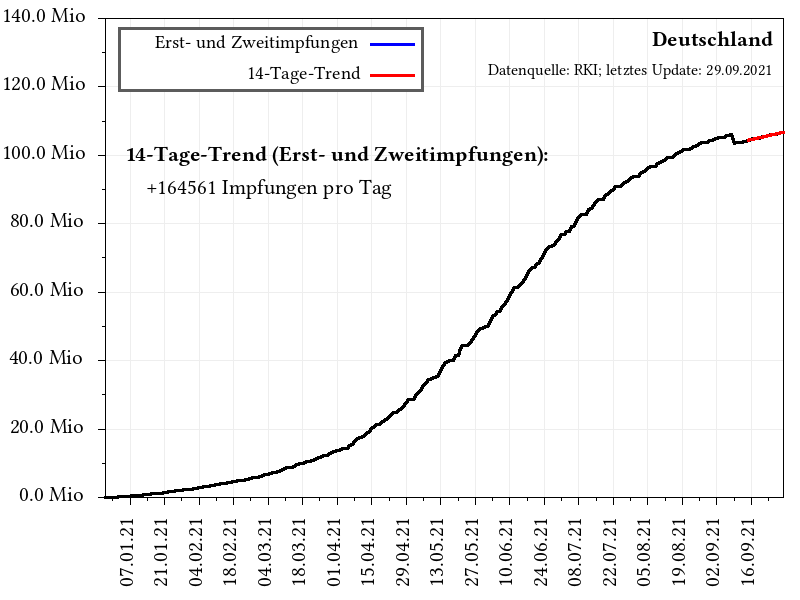 140.0 Mio
120.0 Mio
100.0 Mio
80.0 Mio
60.0 Mio
40.0 Mio
20.0 Mio
0.0 Mio
Erst- und Zweitimpfungen
14-Tage-Trend
Deutschland
Datenquelle: RKI; letztes Update: 29.09.2021
14-Tage-Trend (Erst- und Zweitimpfungen):
+164561 Impfungen pro Tag
07.01.21
21.01.21
04.02.21
18.02.21
04.03.21
18.03.21
01.04.21
15.04.21
29.04.21
13.05.21
27.05.21
10.06.21
24.06.21
08.07.21
22.07.21
05.08.21
19.08.21
02.09.21
16.09.21